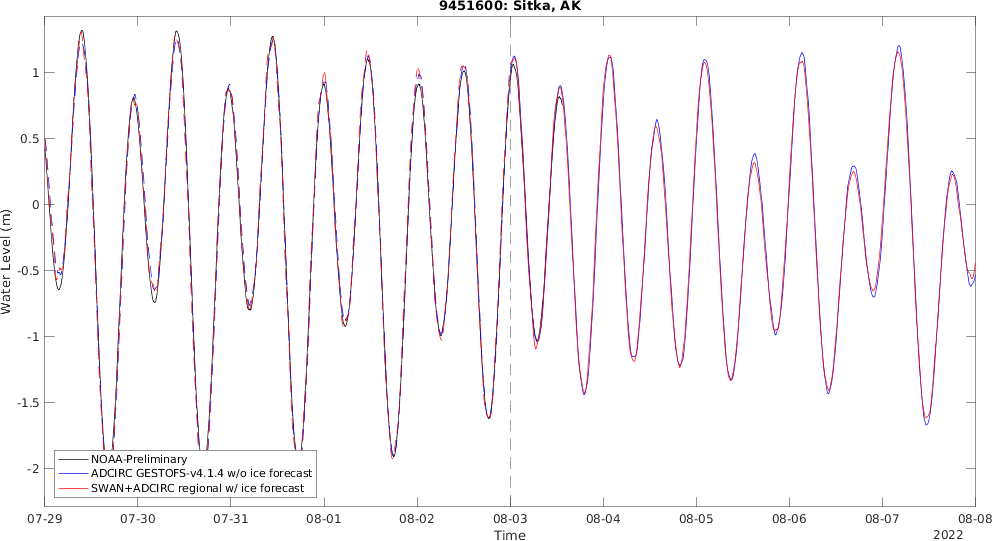 9451600: Sitka, AK
Water Level (m)
1
0.5
0
-0.5
-1
-1.5
-2
NOAA-Preliminary
ADCIRC GESTOFS-v4.1.4 w/o ice forecast
SWAN+ADCIRC regional w/ ice forecast
07-29 07-30 07-31 08-01 08-02 08-03 08-04 08-05 08-06 08-07 08-08
Time
2022